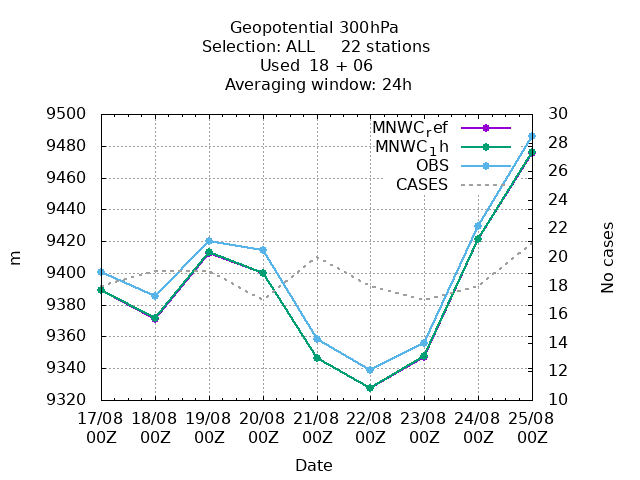 Geopotential 300hPa
Selection: ALL 22 stations
Used 18 + 06
Averaging window: 24h
MNWC_ref
MNWC_1h
OBS
CASES
9500
9480
9460
9440
9420
9400
9380
9360
9340
9320
m
30
28
26
24
22
20
18
16
14
12
10
No cases
17/08 18/08 19/08 20/08 21/08 22/08 23/08 24/08 25/08
00Z 00Z 00Z 00Z 00Z 00Z 00Z 00Z 00Z
Date